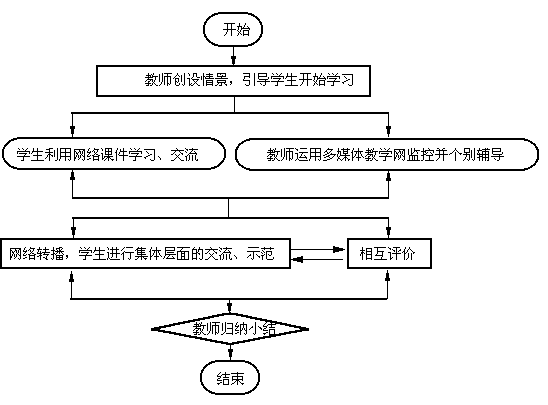 开始
教师创设情景，引导学生开始学习
学生利用网络课件学习、交流
教师运用多媒体教学网监控并个别辅导
网络转播，学生进行集体层面的交流、示范
相互评价
教师归纳小结
结束